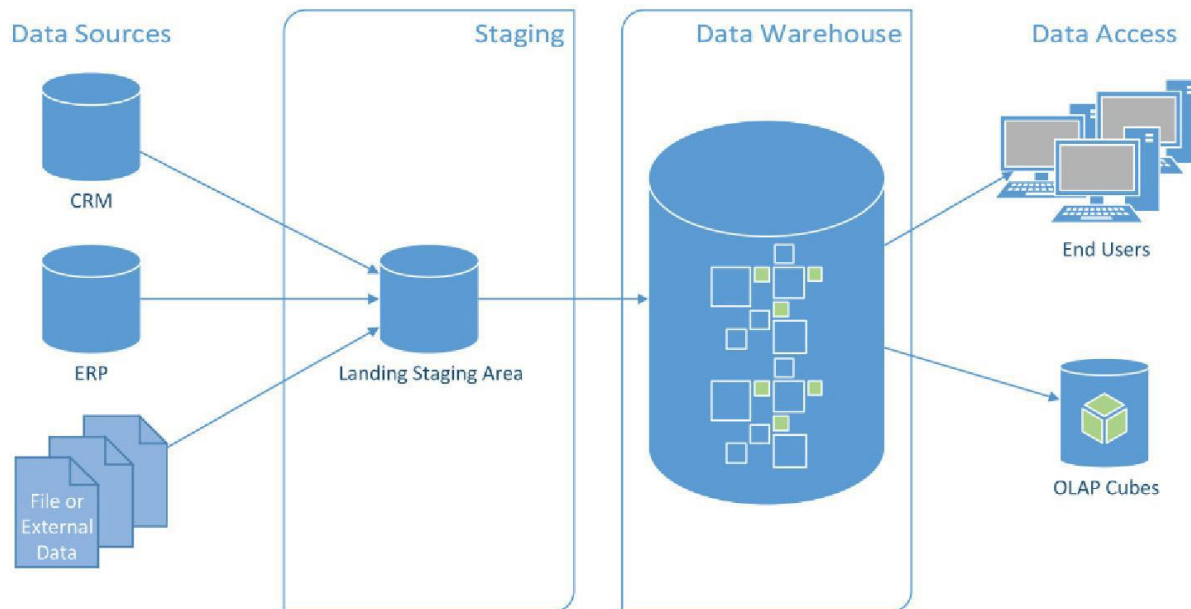 Data Sources
Staging
Data Warehouse
Data Access
CRM
ERP
File or
External
Data
Landing Staging Area
End Users
OLAP Cubes